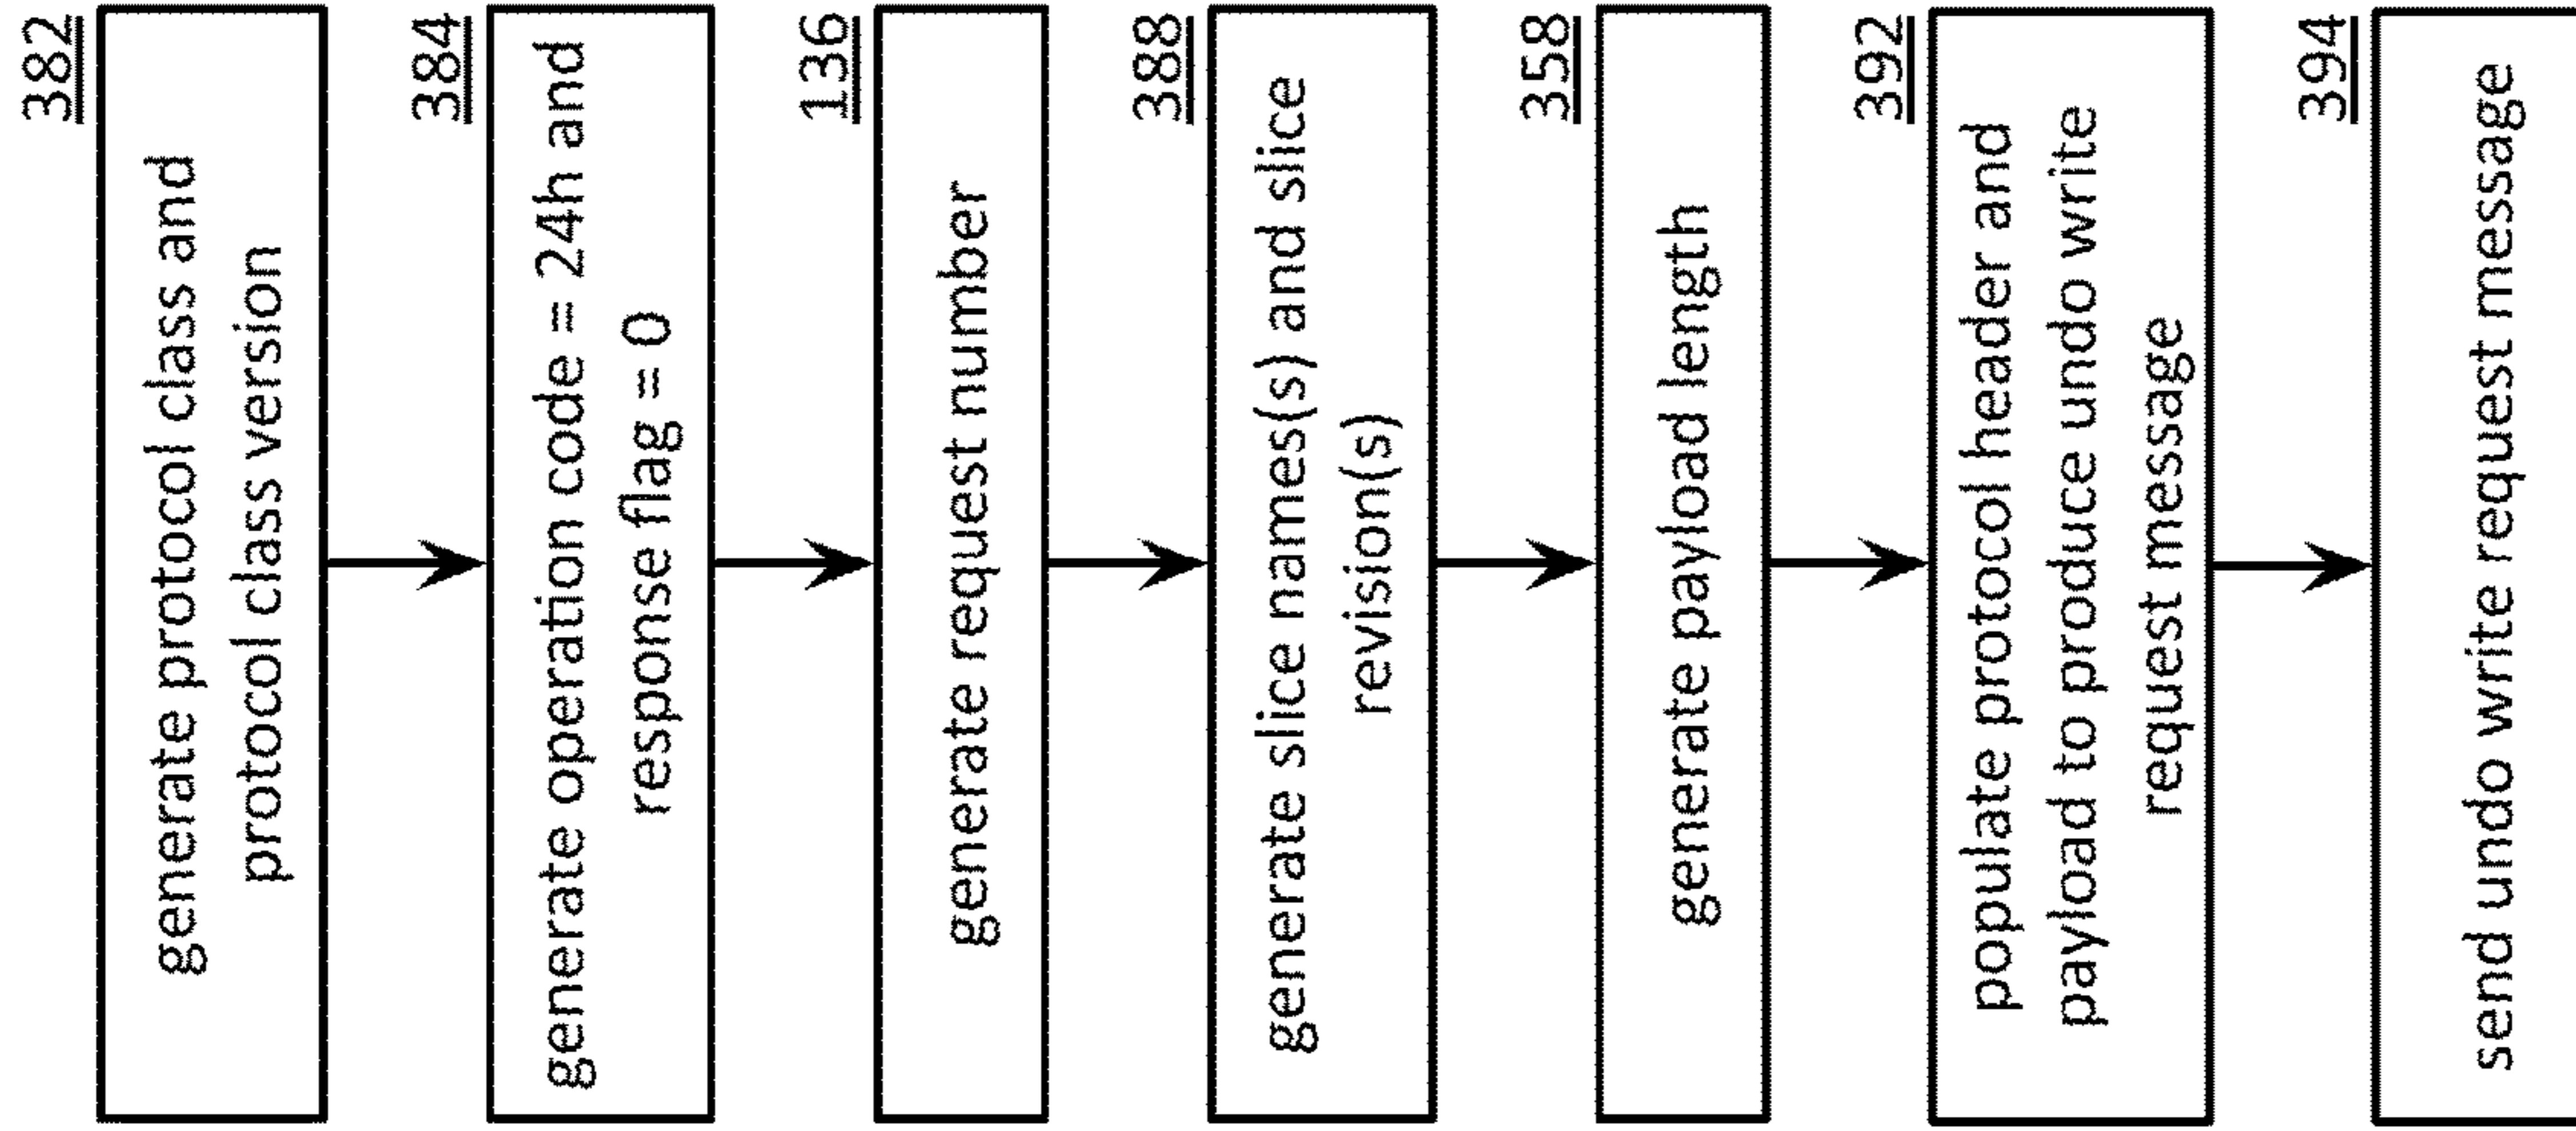 382
generate protocol class and
protocol class version
384
generate operation code = 24h and
response flag = 0
136
generate request number
388
generate slice names(s) and slice
revision(s)
358
generate payload length
392
populate protocol header and
payload to produce undo write
request message
394
send undo write request message